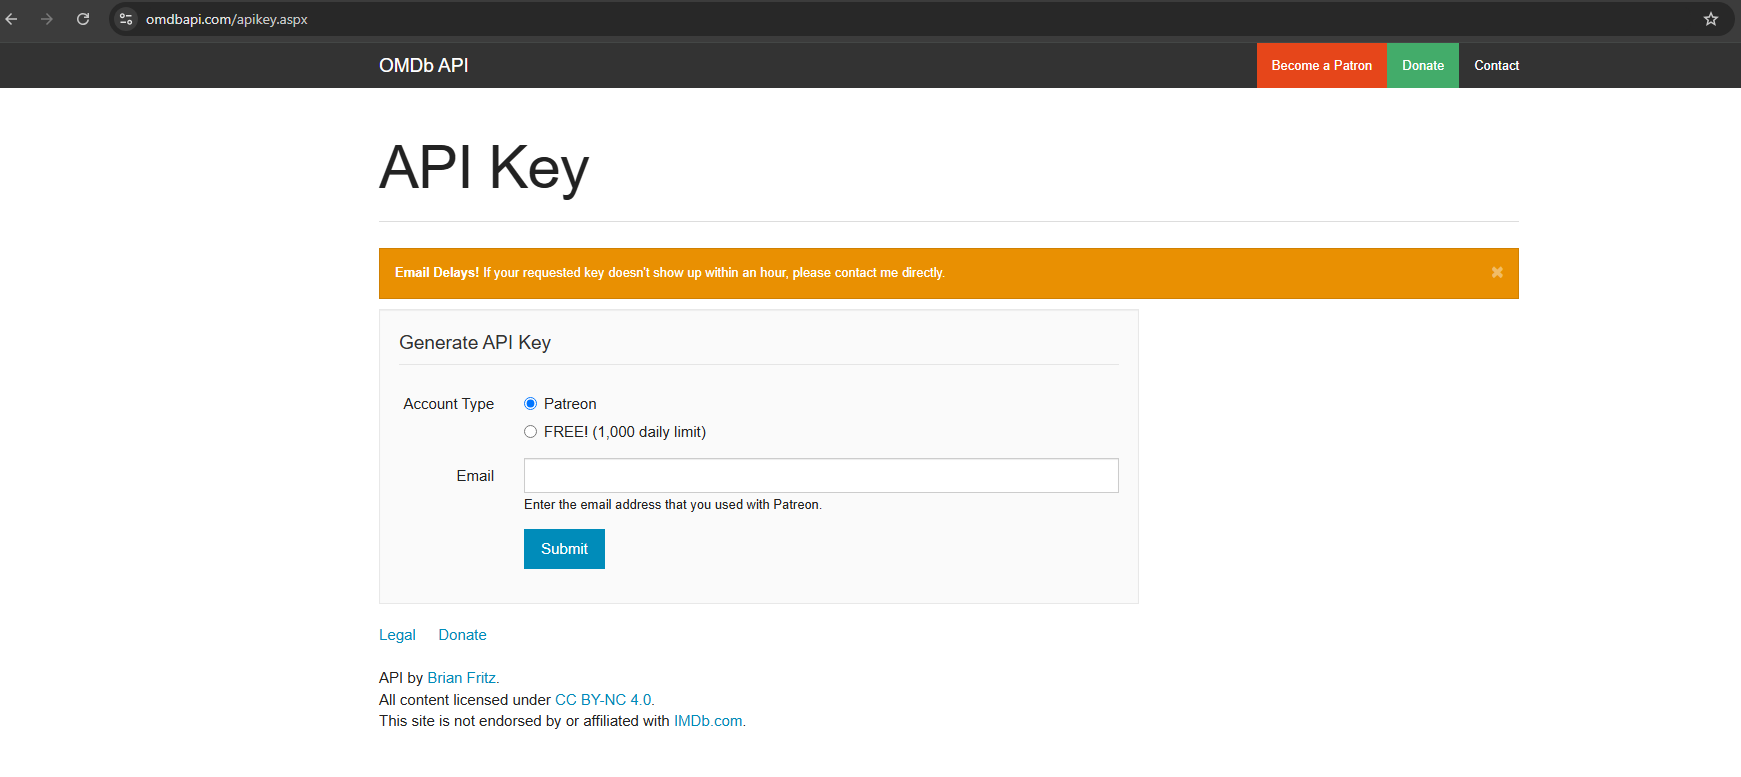 omdbapi.com/apikey.aspx
OMDb API
Become a Patron
Donate
Contact
API Key
Email Delays! If your requested key doesn't show up within an hour, please contact me directly.
Generate API Key
Account Type
Patreon
FREE! (1,000 daily limit)
Email
Enter the email address that you used with Patreon.
Submit
Legal
Donate
API by Brian Fritz.
All content licensed under CC BY-NC 4.0.
This site is not endorsed by or affiliated with IMDb.com.